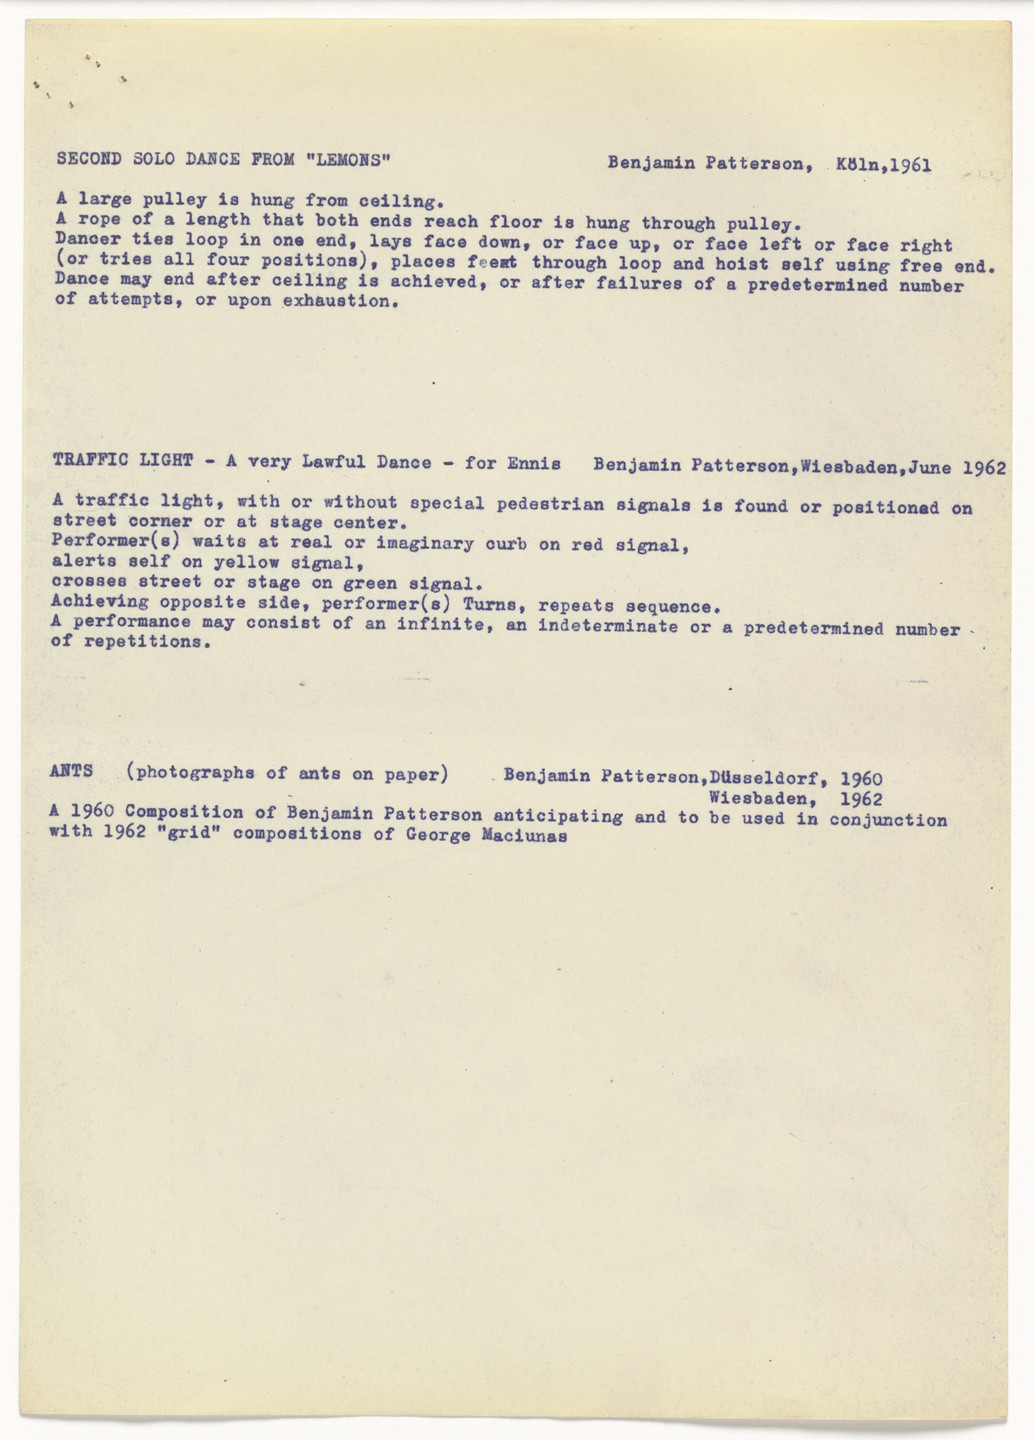 SECOND SOLO DANCE FROM "LEMONS" Benjamin Patterson, Köln,1961
A large pulley is hung from ceiling.
A rope of a length that both ends reach floor is hung through pulley.
Dancer ties loop in one end, lays face down, or face up, or face left or face right
(or tries all four positions), places feet through loop and hoist self using free end.
Dance may end after ceiling is achieved, or after failures of a predetermined number
of attempts, or upon exhaustion.
TRAFFIC LIGHT - A very Lawful Dance - for Ennis Benjamin Patterson,Wiesbaden,June 1962
A traffic light, with or without special pedestrian signals is found or positioned on
street corner or at stage center.
Performer(s) waits at real or imaginary curb on red signal,
alerts self on yellow signal,
crosses street or stage on green signal.
Achieving opposite side, performer(s) Turns, repeats sequence.
A performance may consist of an infinite, an indeterminate or a predetermined number
of repetitions.
ANTS (photographs of ants on paper) Benjamin Patterson,Düsseldorf, 1960
Wiesbaden, 1962
A 1960 Composition of Benjamin Patterson anticipating and to be used in conjunction
with 1962 "grid" compositions of George Maciunas